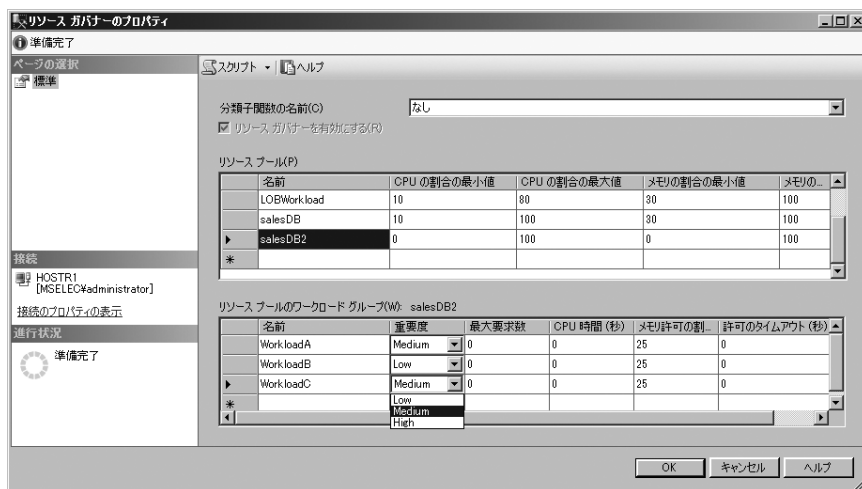 リソース ガバナーのプロパティ
準備完了
ページの選択
標準
スクリプト ヘルプ
分類子関数の名前(C) なし
リソース ガバナーを有効にする(R)
リソース プール(P)
名前 CPU の割合の最小値 CPU の割合の最大値 メモリの割合の最小値 メモリの...
LOBWorkload 10 80 30 100
salesDB 10 100 30 100
salesDB2 0 100 0 100
接続
HOSTR1
[MSELEC¥administrator]
接続のプロパティの表示
進行状況
準備完了
リソース プールのワークロード グループ(W): salesDB2
名前 重要度 最大要求数 CPU 時間 (秒) メモリ許可の割... 許可のタイムアウト (秒)
WorkloadA Medium 0 0 25 0
WorkloadB Low 0 0 25 0
WorkloadC Medium 0 0 25 0
Low
Medium
High
OK キャンセル ヘルプ